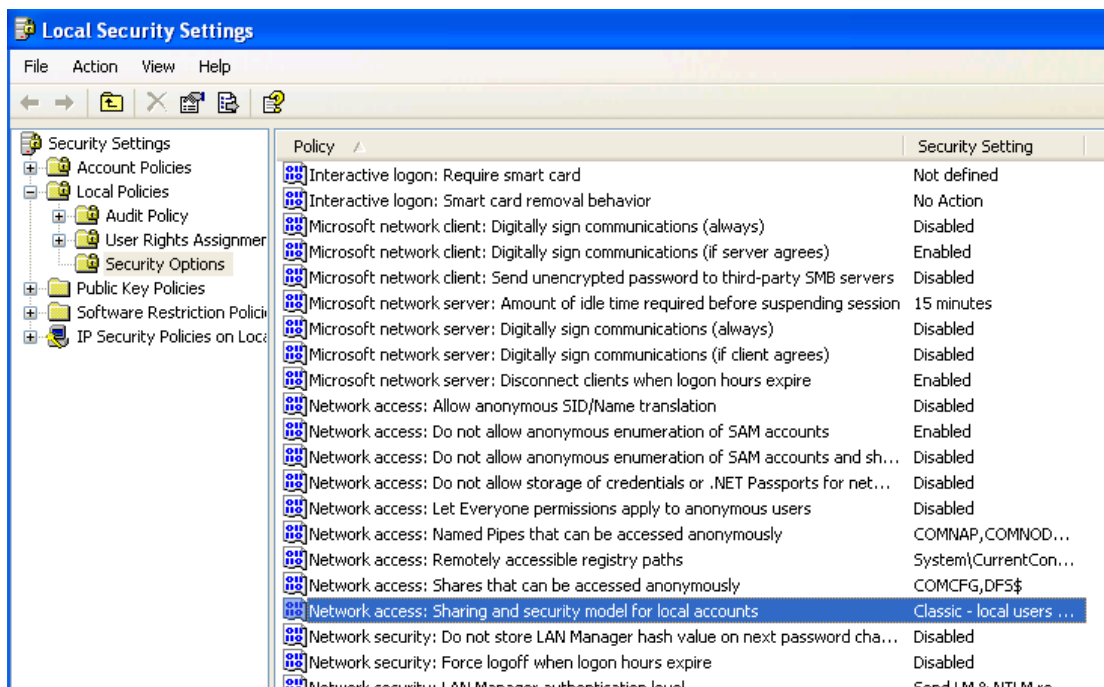 Local Security Settings
File Action View Help
Security Settings
Account Policies
Local Policies
Audit Policy
User Rights Assignmen
Security Options
Public Key Policies
Software Restriction Polici
IP Security Policies on Loca
Policy Security Setting
Interactive logon: Require smart card Not defined
Interactive logon: Smart card removal behavior No Action
Microsoft network client: Digitally sign communications (always) Disabled
Microsoft network client: Digitally sign communications (if server agrees) Enabled
Microsoft network client: Send unencrypted password to third-party SMB servers Disabled
Microsoft network server: Amount of idle time required before suspending session 15 minutes
Microsoft network server: Digitally sign communications (always) Disabled
Microsoft network server: Digitally sign communications (if client agrees) Disabled
Microsoft network server: Disconnect clients when logon hours expire Enabled
Network access: Allow anonymous SID/Name translation Disabled
Network access: Do not allow anonymous enumeration of SAM accounts Enabled
Network access: Do not allow anonymous enumeration of SAM accounts and sh... Disabled
Network access: Do not allow storage of credentials or .NET Passports for net... Disabled
Network access: Let Everyone permissions apply to anonymous users Disabled
Network access: Named Pipes that can be accessed anonymously COMNAP,COMNOD...
Network access: Remotely accessible registry paths System\CurrentCon...
Network access: Shares that can be accessed anonymously COMCFG,DFS$
Network access: Sharing and security model for local accounts Classic - local users ...
Network security: Do not store LAN Manager hash value on next password cha... Disabled
Network security: Force logoff when logon hours expire Disabled
Network security: LAN Manager authentication level Send LM & NTLM re